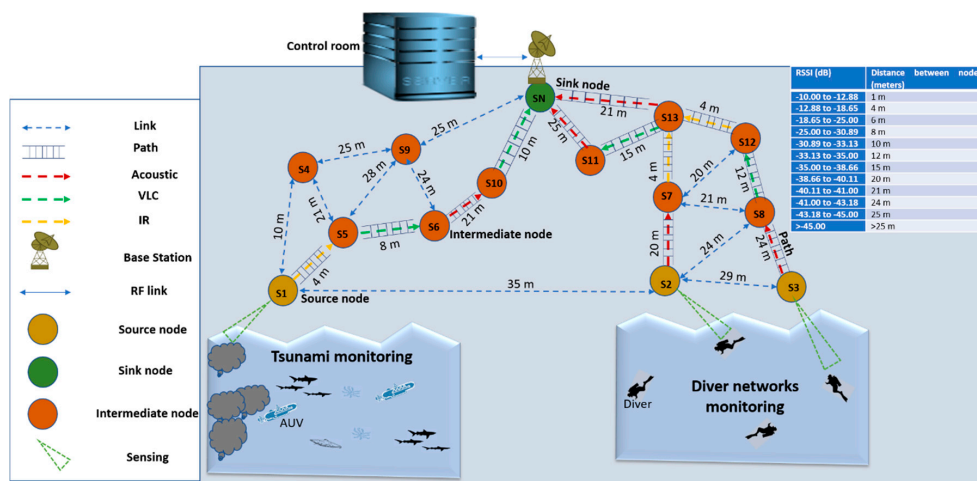 Control room
Sink node
SN
RSSI (dB) Distance between node (meters)
-10.00 to -12.88 1 m
-12.88 to -18.65 4 m
-18.65 to -25.00 6 m
-25.00 to -30.89 8 m
-30.89 to -33.13 10 m
-33.13 to -35.00 12 m
-35.00 to -38.66 15 m
-38.66 to -40.11 20 m
-40.11 to -41.00 21 m
-41.00 to -43.18 24 m
-43.18 to -45.00 25 m
>-45.00 >25 m
Link
Path
Acoustic
VLC
IR
Base Station
RF link
Source node
Sink node
Intermediate node
Sensing
25 m
21 m
4 m
S13
S12
25 m
S11
15 m
S9
25 m
S4
28 m
24 m
10 m
S10
4 m
20 m
12 m
10 m
21 m
S5
8 m
S6
21 m
Intermediate node
S7
21 m
S8
Path
4 m
20 m
24 m
24 m
S1
Source node
35 m
S2
29 m
S3
Tsunami monitoring
AUV
Diver networks
monitoring
Diver